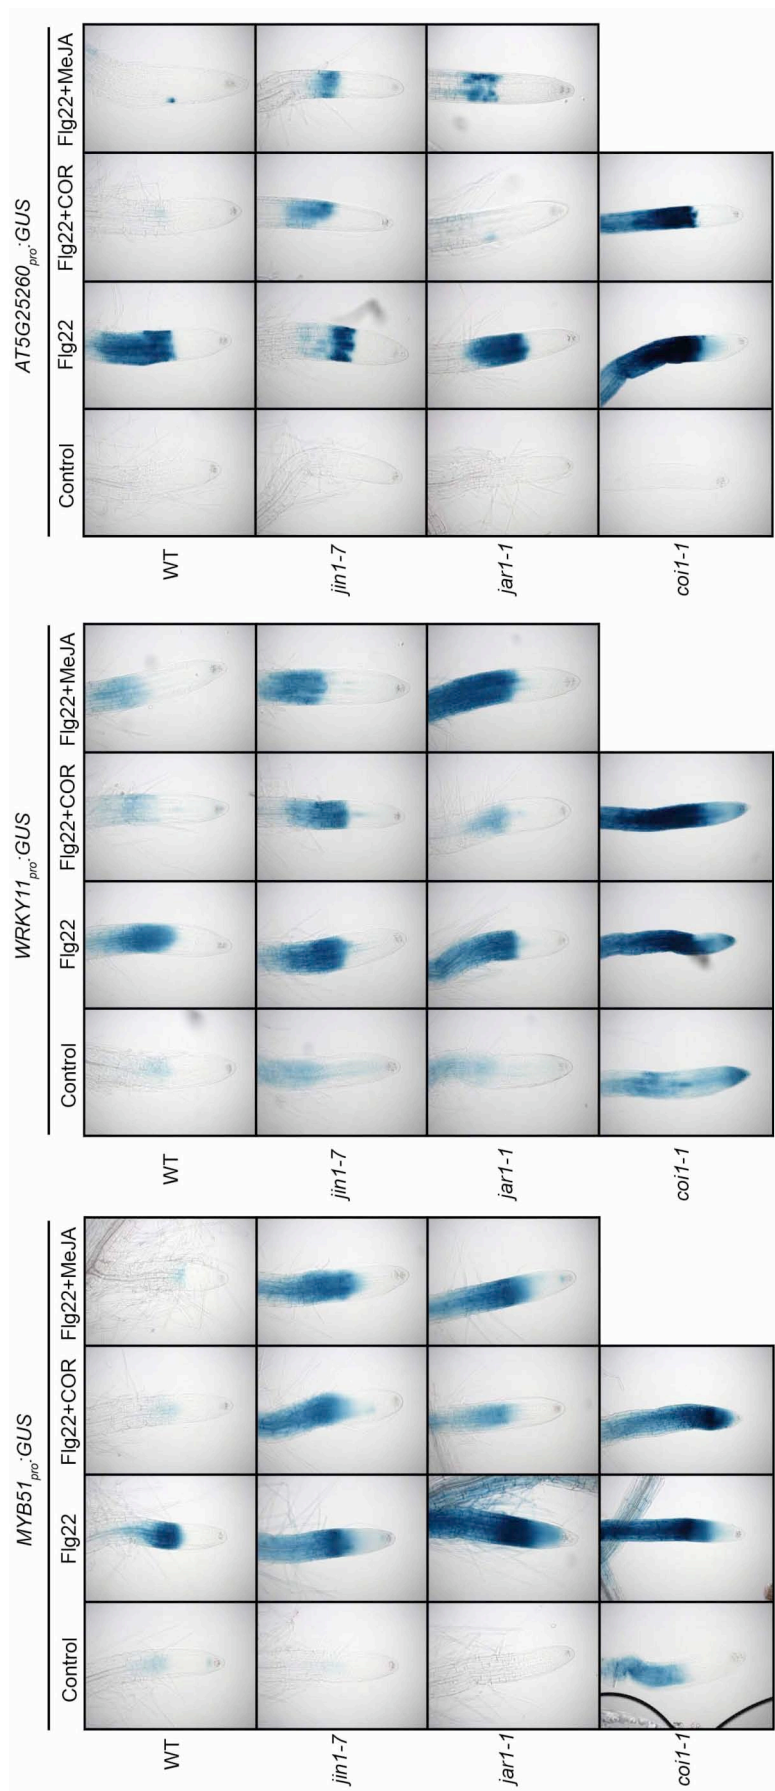 MYB51pro:GUS
Control
Flg22
Flg22+COR
Flg22+MeJA
WT
jin1-7
jar1-1
coi1-1
WRKY11pro:GUS
Control
Flg22
Flg22+COR
Flg22+MeJA
WT
jin1-7
jar1-1
coi1-1
AT5G25260pro:GUS
Control
Flg22
Flg22+COR
Flg22+MeJA
WT
jin1-7
jar1-1
coi1-1